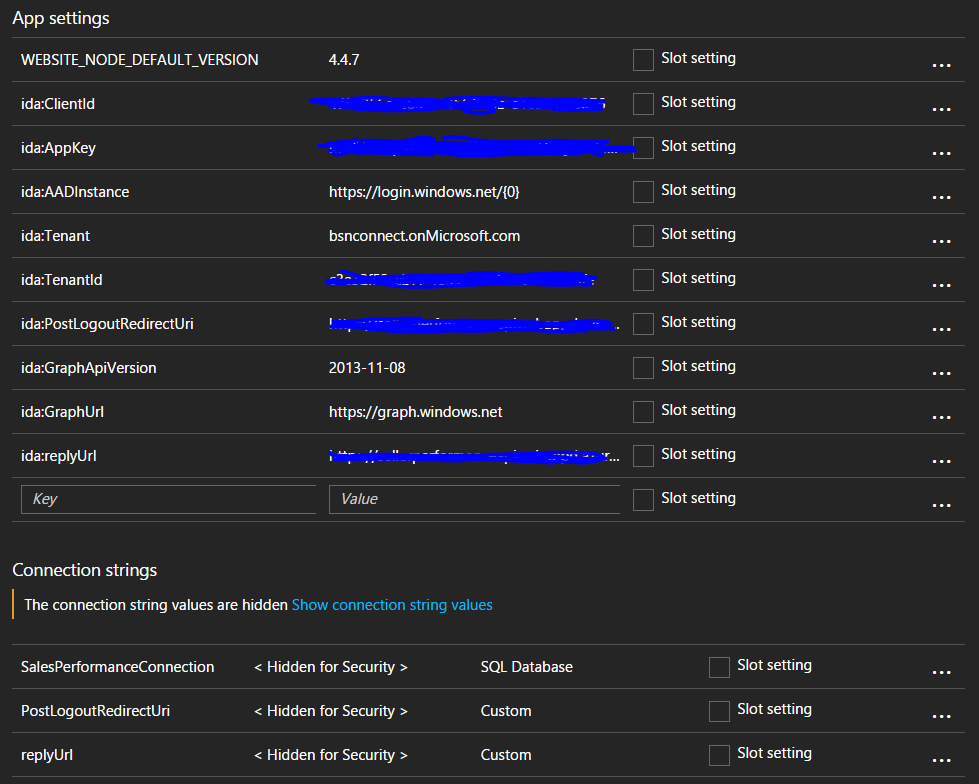 App settings
WEBSITE_NODE_DEFAULT_VERSION 4.4.7 Slot setting ...
ida:ClientId Slot setting ...
ida:AppKey Slot setting ...
ida:AADInstance https://login.windows.net/{0} Slot setting ...
ida:Tenant bsnconnect.onMicrosoft.com Slot setting ...
ida:TenantId Slot setting ...
ida:PostLogoutRedirectUri Slot setting ...
ida:GraphApiVersion 2013-11-08 Slot setting ...
ida:GraphUrl https://graph.windows.net Slot setting ...
ida:replyUrl Slot setting ...
Key Value Slot setting ...
Connection strings
The connection string values are hidden Show connection string values
SalesPerformanceConnection < Hidden for Security > SQL Database Slot setting ...
PostLogoutRedirectUri < Hidden for Security > Custom Slot setting ...
replyUrl < Hidden for Security > Custom Slot setting ...